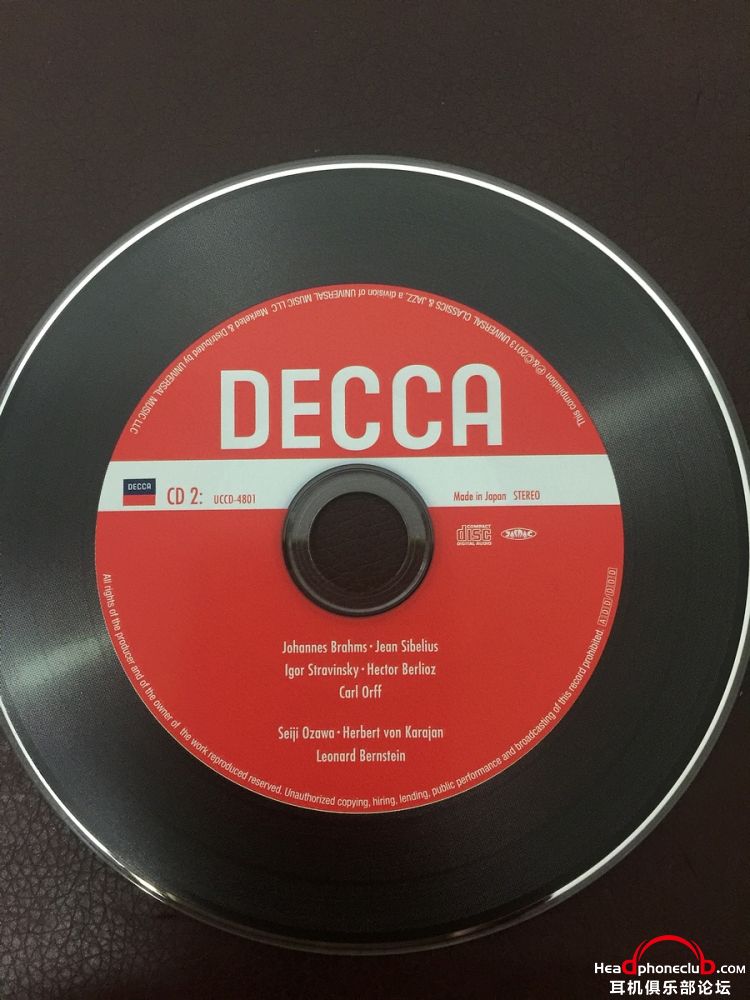 This compilation ℗&©2013 UNIVERSAL CLASSICS & JAZZ, a division of UNIVERSAL MUSIC LLC. Marketed & Distributed by UNIVERSAL MUSIC LLC
DECCA
DECCA
CD 2: UCCD-4801
Made in Japan STEREO
COMPACT
disc
DIGITAL AUDIO
JASRAC
Johannes Brahms・Jean Sibelius
Igor Stravinsky・Hector Berlioz
Carl Orff
Seiji Ozawa・Herbert von Karajan
Leonard Bernstein
All rights of the producer and of the owner of the work reproduced reserved. Unauthorized copying, hiring, lending, public performance and broadcasting of this record prohibited.
Headphoneclub.com
耳机俱乐部论坛